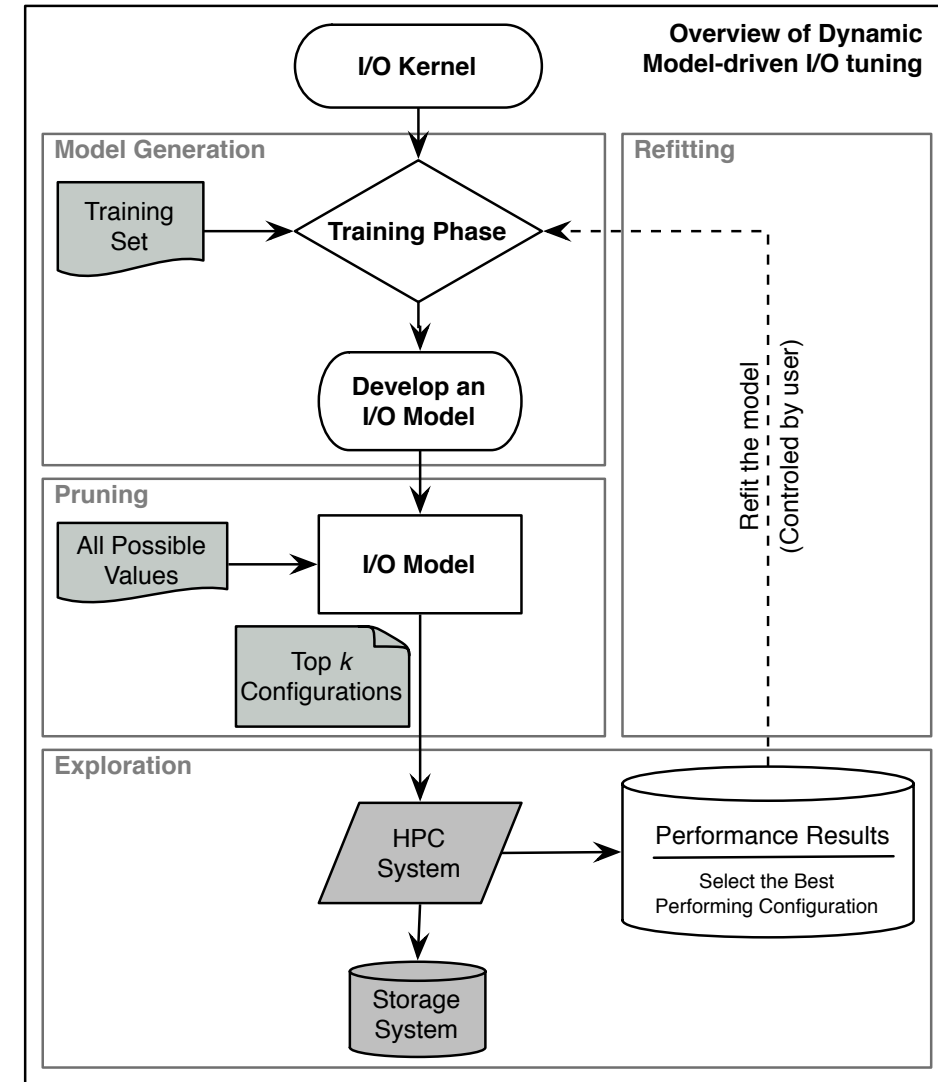 Overview of Dynamic
Model-driven I/O tuning
I/O Kernel
Model Generation
Refitting
Training
Set
Training Phase
Develop an
I/O Model
Refit the model
(Controled by user)
Pruning
All Possible
Values
I/O Model
Top k
Configurations
Exploration
HPC
System
Performance Results
Select the Best
Performing Configuration
Storage
System